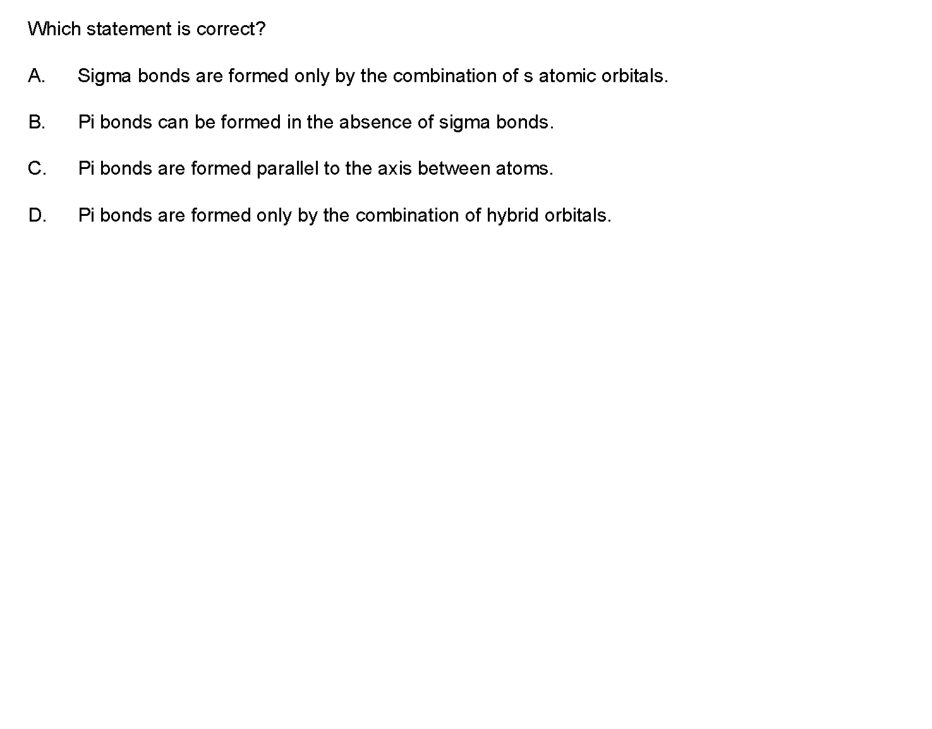 Which statement is correct?
A. Sigma bonds are formed only by the combination of s atomic orbitals.
B. Pi bonds can be formed in the absence of sigma bonds.
C. Pi bonds are formed parallel to the axis between atoms.
D. Pi bonds are formed only by the combination of hybrid orbitals.